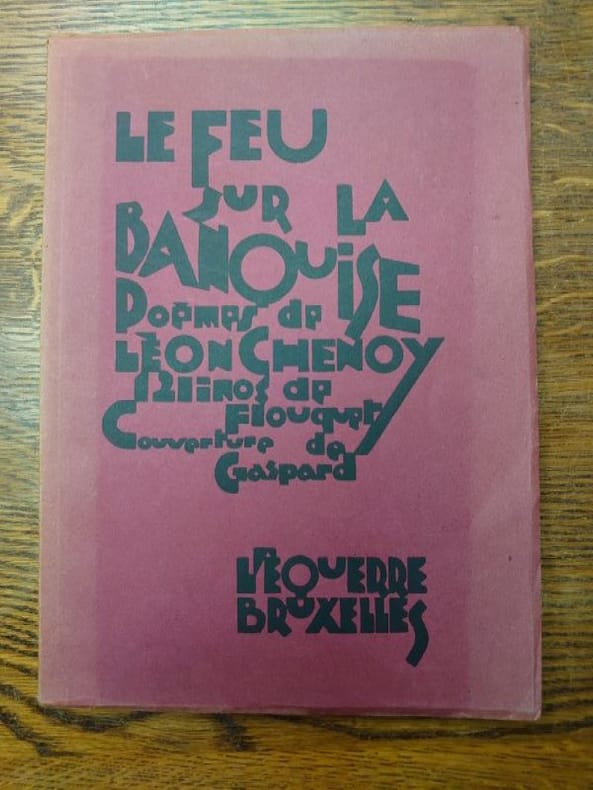 LE FEU
SUR LA
BANQUISE
Poèmes de
LÉON CHENOY
12 linos de
Flouquet
Couverture de
Gaspard
L'ÉQUERRE
BRUXELLES